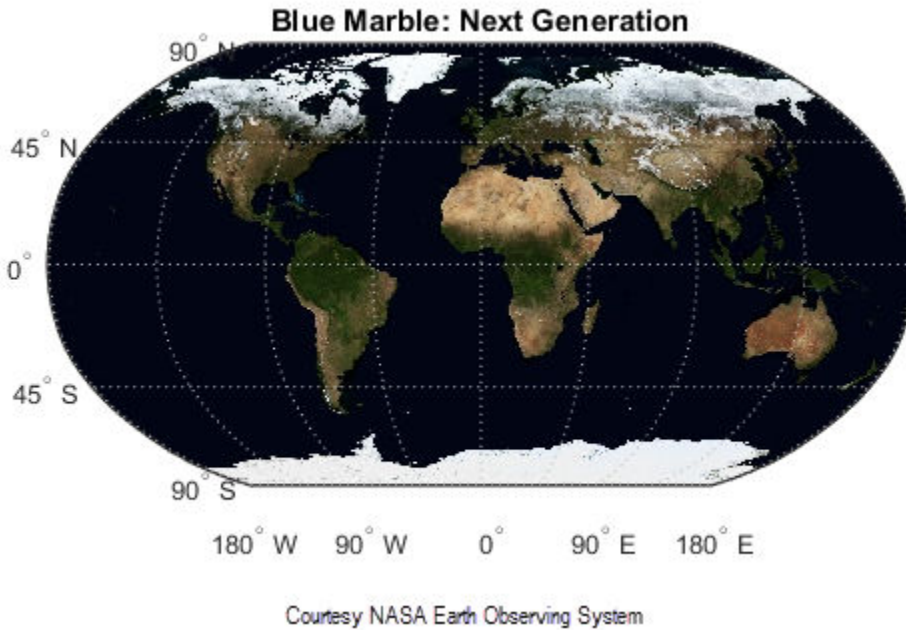 Blue Marble: Next Generation
90° N
45° N
0°
45° S
90° S
180° W 90° W 0° 90° E 180° E
Courtesy NASA Earth Observing System